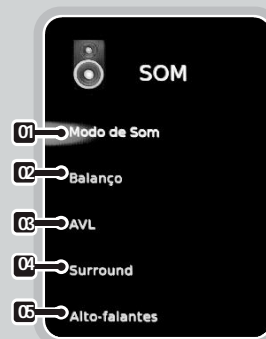 SOM
01 Modo de Som
02 Balanço
03 AVL
04 Surround
05 Alto-falantes